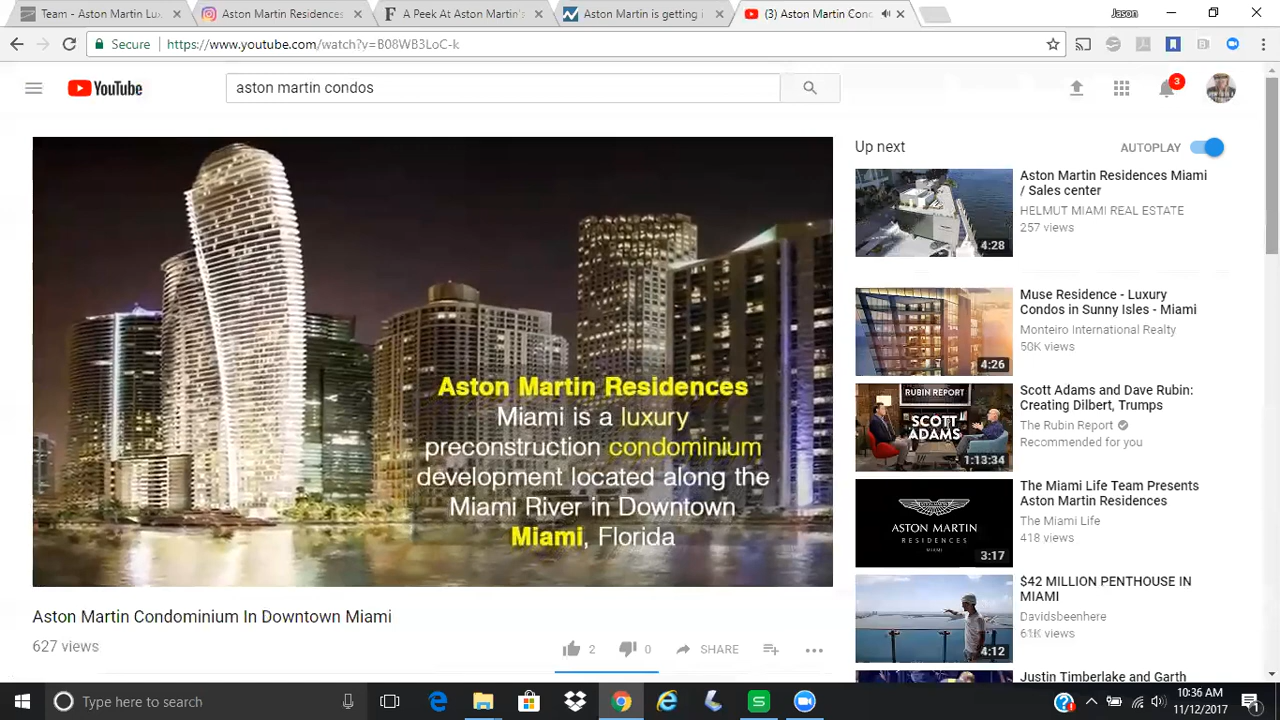 Team - Jason Martin Lux
Aston Martin Residences
A Peek At Aston Martin's
Aston Martin is getting i
(3) Aston Martin Cond
Jason
Secure
https://www.youtube.com/watch?v=B08WB3LoC-k
YouTube
aston martin condos
3
Aston Martin Residences
Miami is a luxury
preconstruction condominium
development located along the
Miami River in Downtown
Miami, Florida
Aston Martin Condominium In Downtown Miami
627 views
2
0
SHARE
Up next
AUTOPLAY
Aston Martin Residences Miami
/ Sales center
HELMUT MIAMI REAL ESTATE
257 views
4:28
Muse Residence - Luxury
Condos in Sunny Isles - Miami
Monteiro International Realty
50K views
4:26
Scott Adams and Dave Rubin:
Creating Dilbert, Trumps
The Rubin Report
Recommended for you
RUBIN REPORT
SCOTT
ADAMS
1:13:34
The Miami Life Team Presents
Aston Martin Residences
The Miami Life
418 views
ASTON MARTIN
RESIDENCES
MIAMI
3:17
$42 MILLION PENTHOUSE IN
MIAMI
Davidsbeenhere
61K views
4:12
Justin Timberlake and Garth
Type here to search
10:36 AM
11/12/2017